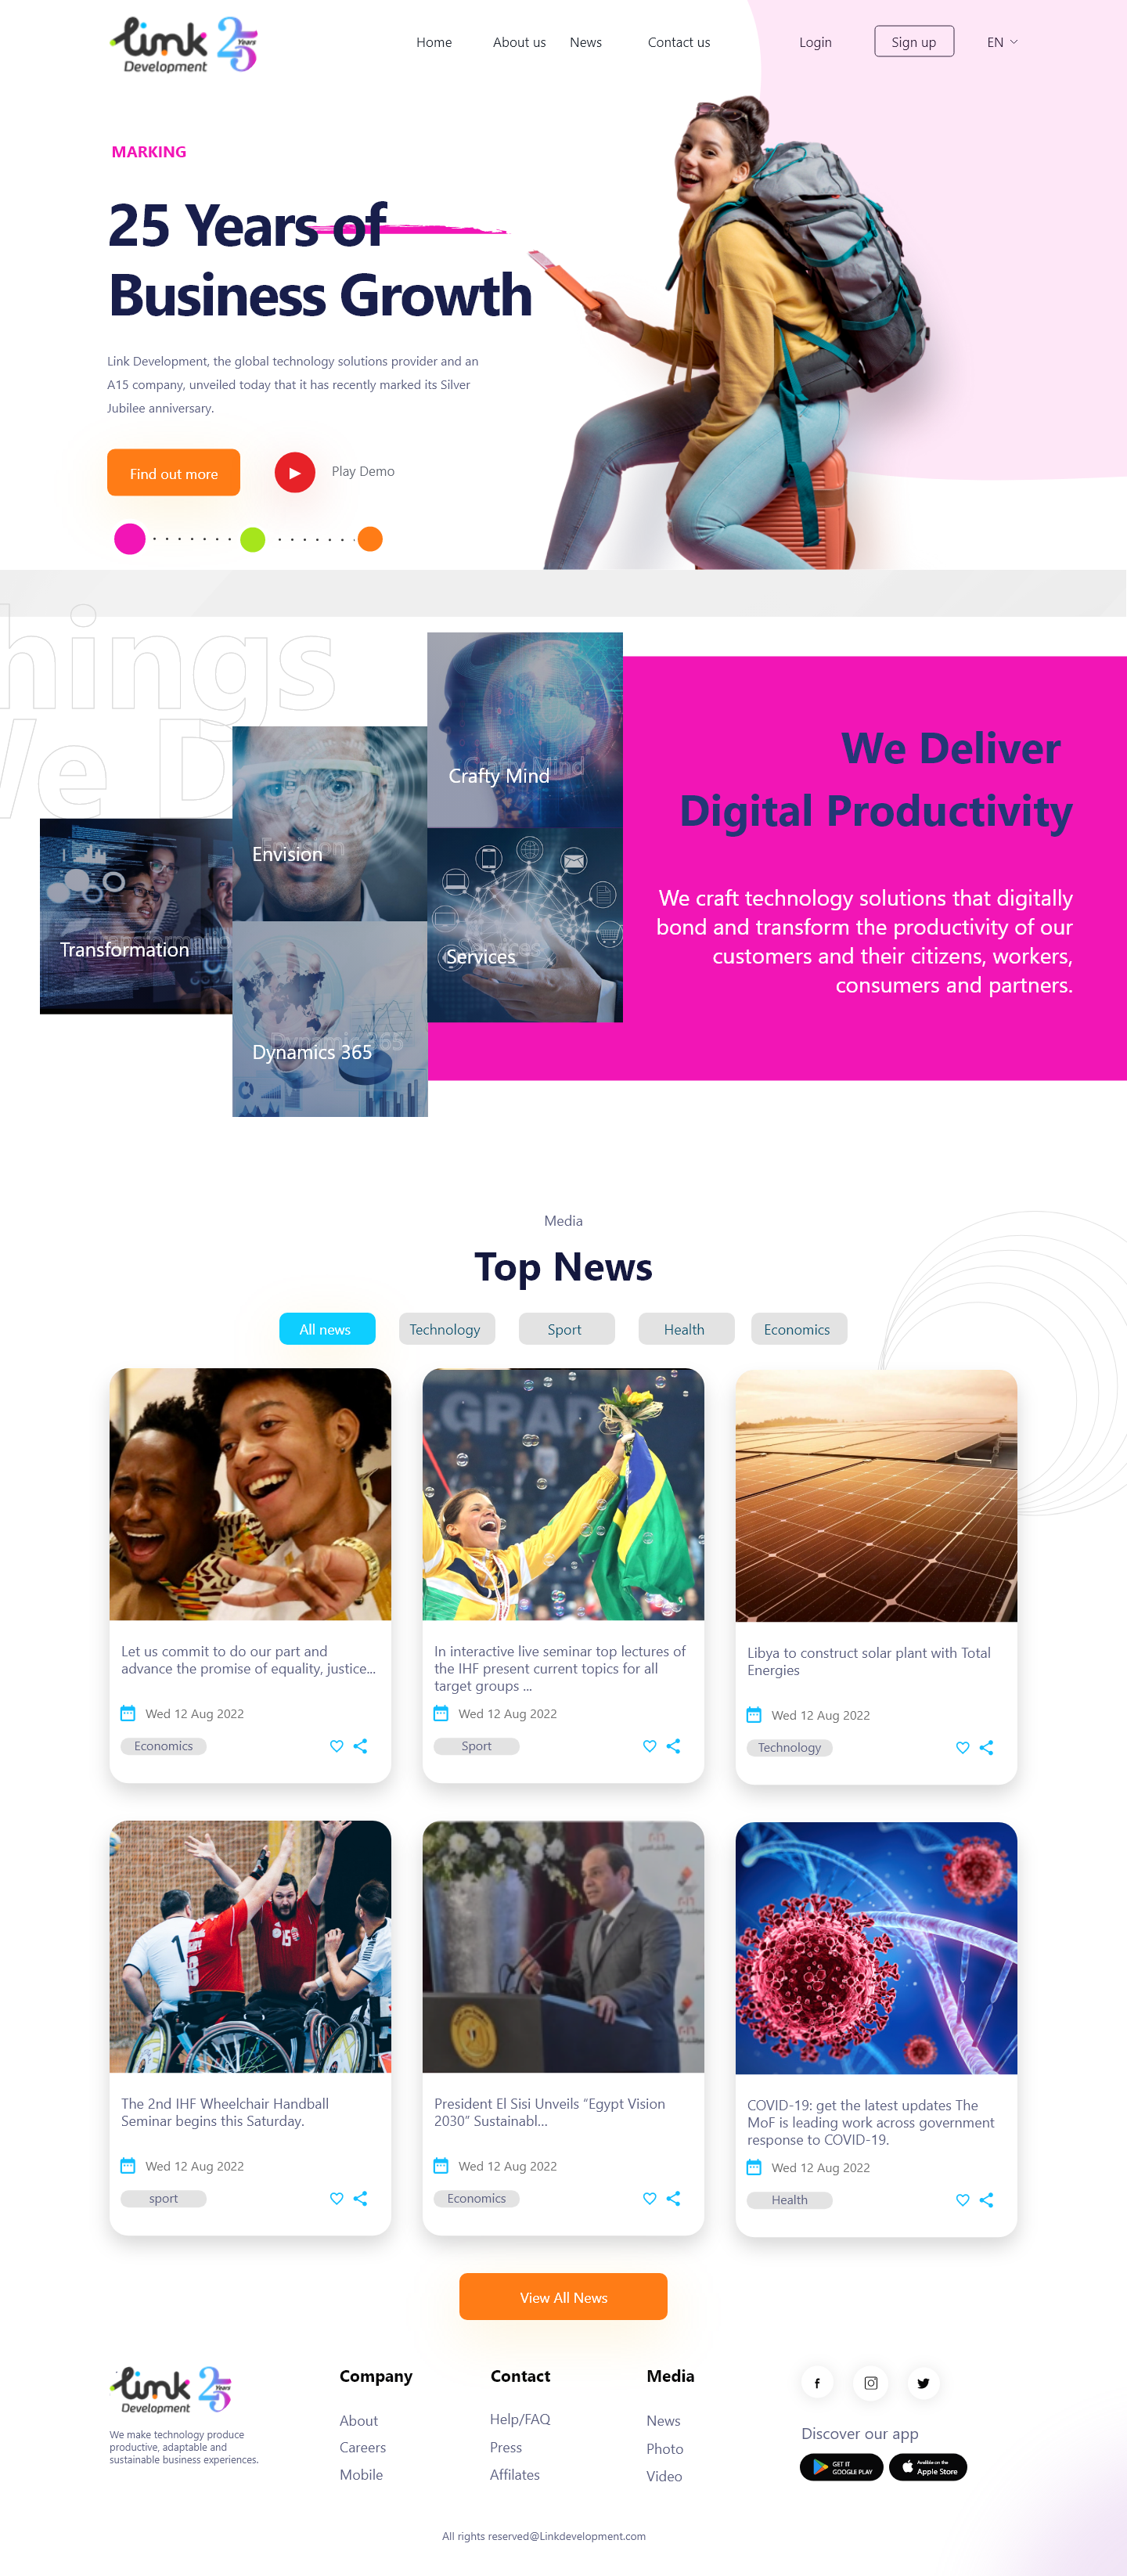 Link
25
Years
Development
Home
About us
News
Contact us
Login
Sign up
EN
MARKING
25 Years of
Business Growth
Link Development, the global technology solutions provider and an
A15 company, unveiled today that it has recently marked its Silver
Jubilee anniversary.
Find out more
Play Demo
hings
We D
Crafty Mind
Crafty Mind
Envision
Envision
Transformation
Services
Services
Dynamics 365
Dynamics 365
We Deliver
Digital Productivity
We craft technology solutions that digitally
bond and transform the productivity of our
customers and their citizens, workers,
consumers and partners.
Media
Top News
All news
Technology
Sport
Health
Economics
GRAD
Let us commit to do our part and
advance the promise of equality, justice...
Wed 12 Aug 2022
Economics
In interactive live seminar top lectures of
the IHF present current topics for all
target groups ...
Wed 12 Aug 2022
Sport
Libya to construct solar plant with Total
Energies
Wed 12 Aug 2022
Technology
1
15
The 2nd IHF Wheelchair Handball
Seminar begins this Saturday.
Wed 12 Aug 2022
sport
President El Sisi Unveils “Egypt Vision
2030” Sustainabl...
Wed 12 Aug 2022
Economics
COVID-19: get the latest updates The
MoF is leading work across government
response to COVID-19.
Wed 12 Aug 2022
Health
View All News
Link
25
Years
Development
We make technology produce
productive, adaptable and
sustainable business experiences.
Company
About
Careers
Mobile
Contact
Help/FAQ
Press
Affilates
Media
News
Photo
Video
Discover our app
GET IT
GOOGLE PLAY
Availble on the
Apple Store
All rights reserved@Linkdevelopment.com